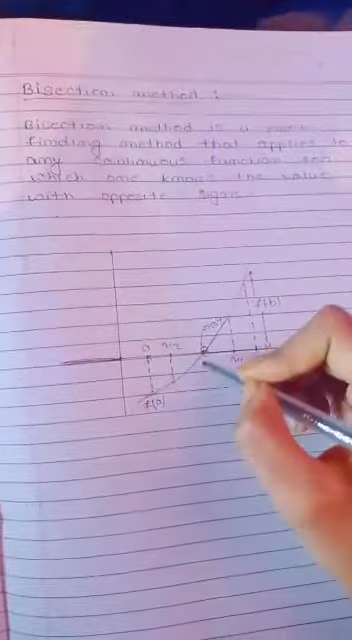 Bisection method :
Bisection method is a root
finding method that applies to
any continuous function for
which one knows the value
with opposite signs.
f(b)
a
f(a)